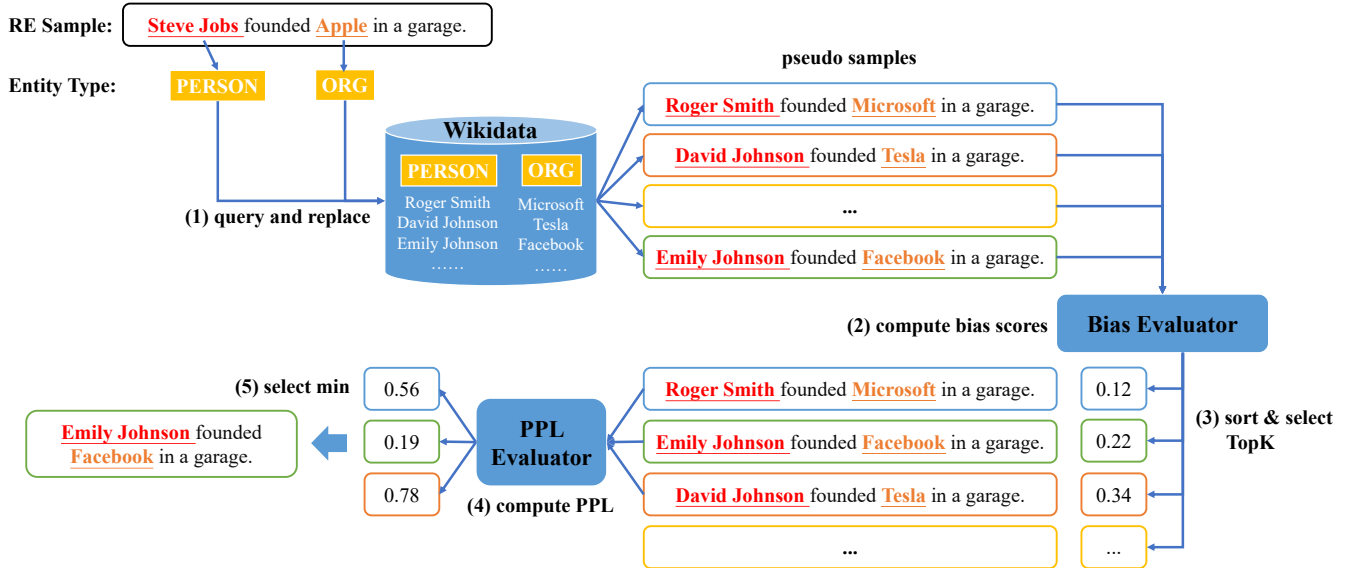 RE Sample:
Steve Jobs founded Apple in a garage.
Entity Type:
PERSON
ORG
(1) query and replace
Wikidata
PERSON
Roger Smith
David Johnson
Emily Johnson
......
ORG
Microsoft
Tesla
Facebook
......
pseudo samples
Roger Smith founded Microsoft in a garage.
David Johnson founded Tesla in a garage.
...
Emily Johnson founded Facebook in a garage.
(2) compute bias scores
Bias Evaluator
(3) sort & select
TopK
0.12
0.22
0.34
...
Roger Smith founded Microsoft in a garage.
Emily Johnson founded Facebook in a garage.
David Johnson founded Tesla in a garage.
...
PPL
Evaluator
(4) compute PPL
(5) select min
0.56
0.19
0.78
Emily Johnson founded
Facebook in a garage.